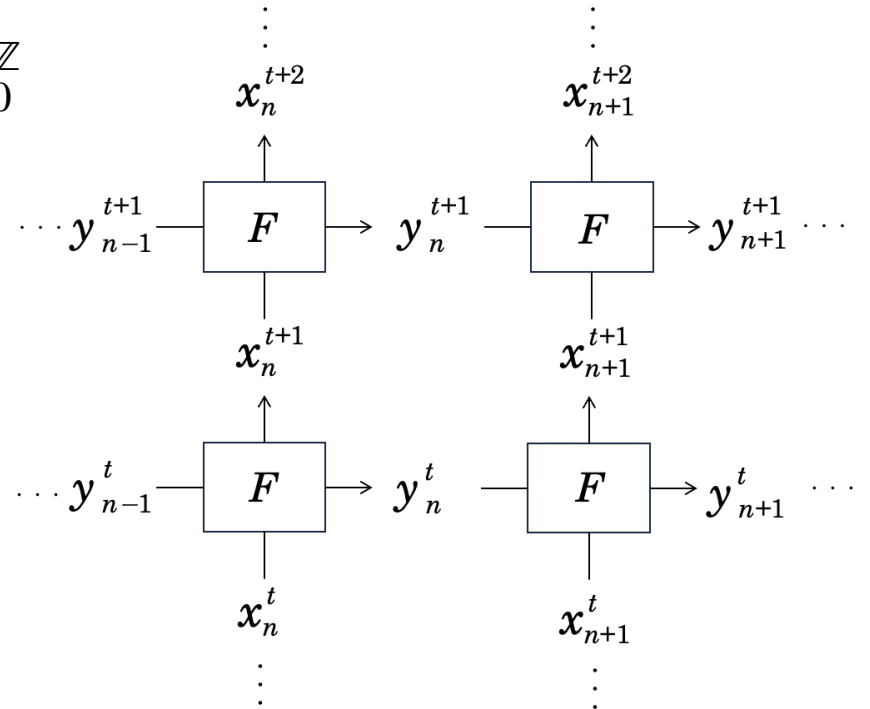 ℤ
0
x_n^{t+2} x_{n+1}^{t+2}
· · · y_{n−1}^{t+1} F y_n^{t+1} F y_{n+1}^{t+1} · · ·
x_n^{t+1} x_{n+1}^{t+1}
· · · y_{n−1}^t F y_n^t F y_{n+1}^t · · ·
x_n^t x_{n+1}^t